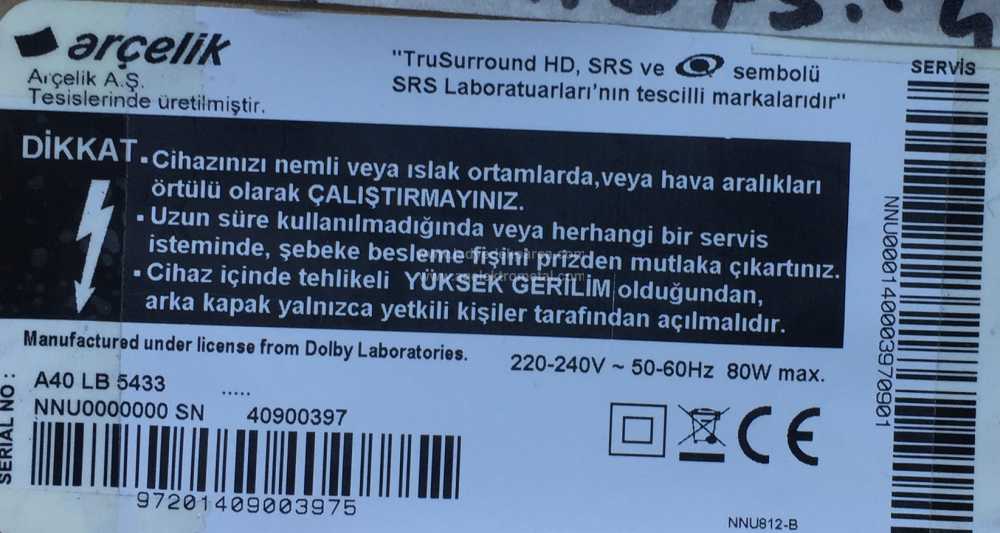 arçelik
Arçelik A.Ş.
Tesislerinde üretilmiştir.
"TruSurround HD, SRS ve sembolü
SRS Laboratuarları'nın tescilli markalarıdır"
SERVİS
DİKKAT
▪ Cihazınızı nemli veya ıslak ortamlarda,veya hava aralıkları
örtülü olarak ÇALIŞTIRMAYINIZ.
▪ Uzun süre kullanılmadığında veya herhangi bir servis
isteminde, şebeke besleme fişini prizden mutlaka çıkartınız.
▪ Cihaz içinde tehlikeli YÜKSEK GERİLİM olduğundan,
arka kapak yalnızca yetkili kişiler tarafından açılmalıdır.
Manufactured under license from Dolby Laboratories.
220-240V ~ 50-60Hz 80W max.
SERIAL NO :
A40 LB 5433 .....
NNU0000000 SN 40900397
97201409003975
CE
NNU812-B